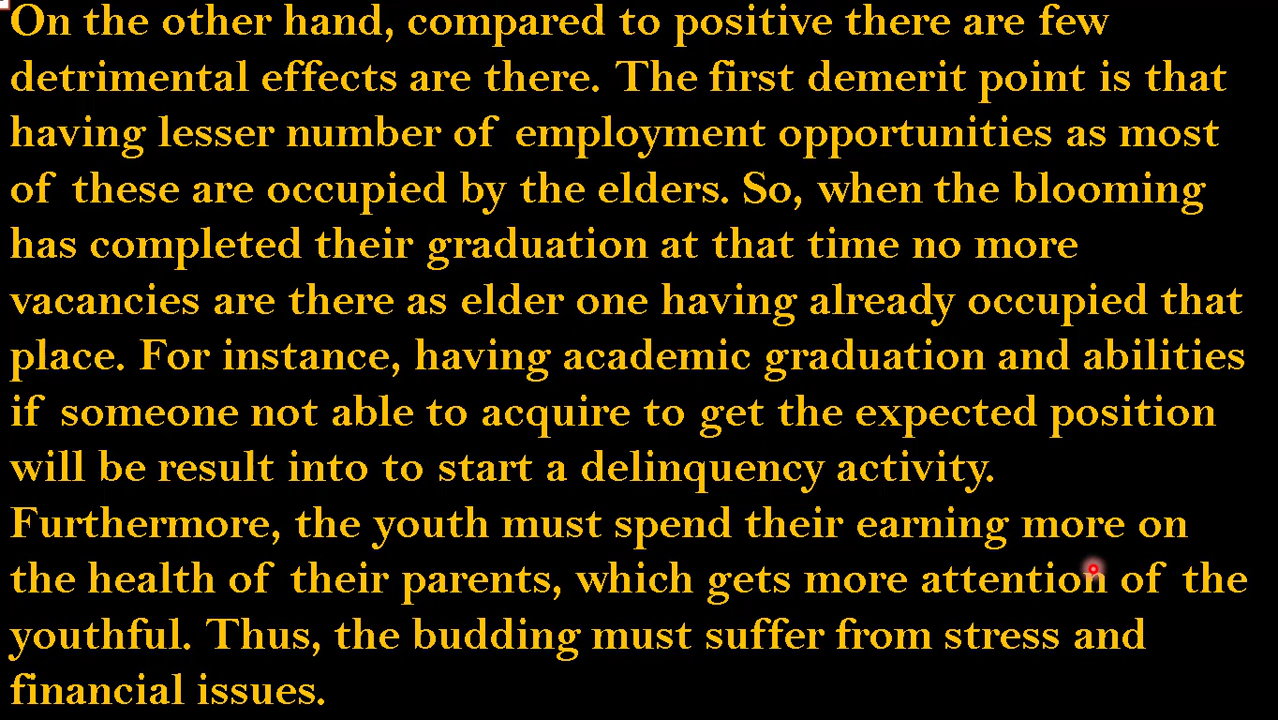 On the other hand, compared to positive there are few
detrimental effects are there. The first demerit point is that
having lesser number of employment opportunities as most
of these are occupied by the elders. So, when the blooming
has completed their graduation at that time no more
vacancies are there as elder one having already occupied that
place. For instance, having academic graduation and abilities
if someone not able to acquire to get the expected position
will be result into to start a delinquency activity.
Furthermore, the youth must spend their earning more on
the health of their parents, which gets more attention of the
youthful. Thus, the budding must suffer from stress and
financial issues.